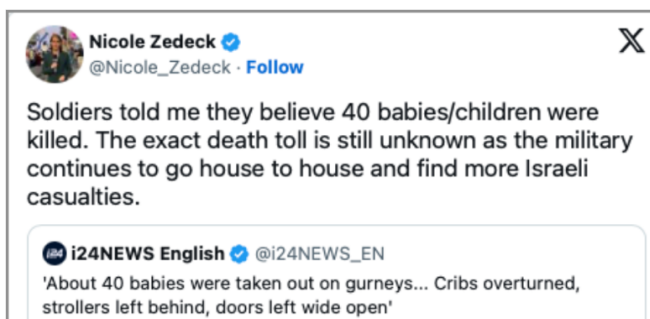 Nicole Zedeck
X
@Nicole_Zedeck · Follow
Soldiers told me they believe 40 babies/children were
killed. The exact death toll is still unknown as the military
continues to go house to house and find more Israeli
casualties.
i24 i24NEWS English @i24NEWS_EN
'About 40 babies were taken out on gurneys... Cribs overturned,
strollers left behind, doors left wide open'